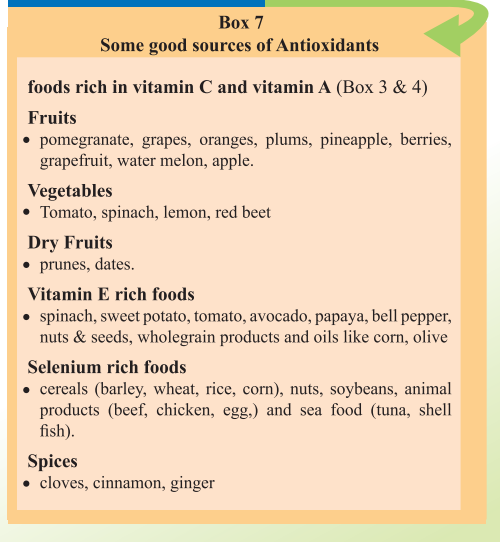 Box 7
Some good sources of Antioxidants
foods rich in vitamin C and vitamin A (Box 3 & 4)
Fruits
• pomegranate, grapes, oranges, plums, pineapple, berries,
grapefruit, water melon, apple.
Vegetables
• Tomato, spinach, lemon, red beet
Dry Fruits
• prunes, dates.
Vitamin E rich foods
• spinach, sweet potato, tomato, avocado, papaya, bell pepper,
nuts & seeds, wholegrain products and oils like corn, olive
Selenium rich foods
• cereals (barley, wheat, rice, corn), nuts, soybeans, animal
products (beef, chicken, egg,) and sea food (tuna, shell
fish).
Spices
• cloves, cinnamon, ginger